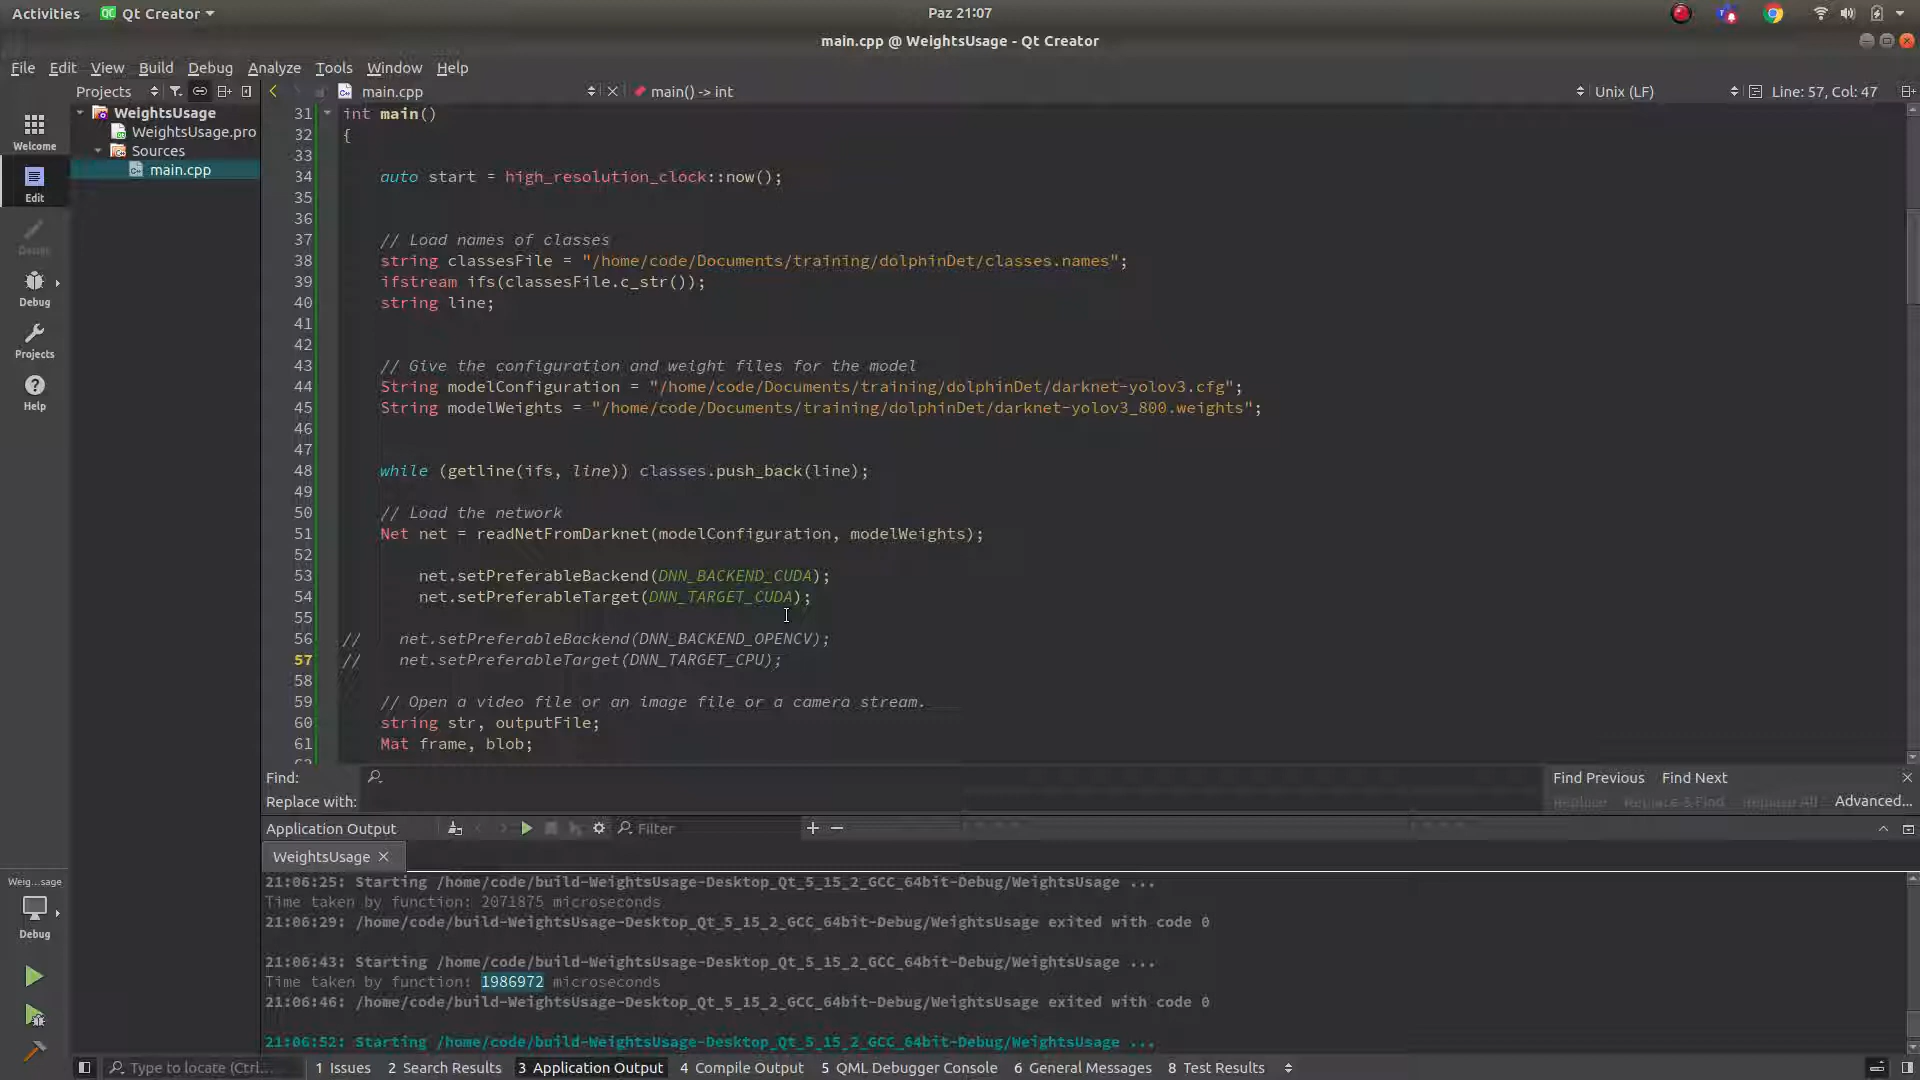 Activities
Qt Creator
Paz 21:07
main.cpp @ WeightsUsage - Qt Creator
File Edit View Build Debug Analyze Tools Window Help
Projects
main.cpp
main() -> int
Unix (LF)
Line: 57, Col: 47
WeightsUsage
WeightsUsage.pro
Sources
main.cpp
Welcome
Edit
Debug
Projects
Help
31 int main()
32 {
33
34 auto start = high_resolution_clock::now();
35
36
37 // Load names of classes
38 string classesFile = "/home/code/Documents/training/dolphinDet/classes.names";
39 ifstream ifs(classesFile.c_str());
40 string line;
41
42
43 // Give the configuration and weight files for the model
44 String modelConfiguration = "/home/code/Documents/training/dolphinDet/darknet-yolov3.cfg";
45 String modelWeights = "/home/code/Documents/training/dolphinDet/darknet-yolov3_800.weights";
46
47
48 while (getline(ifs, line)) classes.push_back(line);
49
50 // Load the network
51 Net net = readNetFromDarknet(modelConfiguration, modelWeights);
52
53 net.setPreferableBackend(DNN_BACKEND_CUDA);
54 net.setPreferableTarget(DNN_TARGET_CUDA);
55
56 // net.setPreferableBackend(DNN_BACKEND_OPENCV);
57 // net.setPreferableTarget(DNN_TARGET_CPU);
58
59 // Open a video file or an image file or a camera stream.
60 string str, outputFile;
61 Mat frame, blob;
Find:
Find Previous Find Next
Replace with:
Replace Replace & Find Replace All Advanced...
Application Output
Filter
WeightsUsage
21:06:25: Starting /home/code/build-WeightsUsage-Desktop_Qt_5_15_2_GCC_64bit-Debug/WeightsUsage ...
Time taken by function: 2071875 microseconds
21:06:29: /home/code/build-WeightsUsage-Desktop_Qt_5_15_2_GCC_64bit-Debug/WeightsUsage exited with code 0
21:06:43: Starting /home/code/build-WeightsUsage-Desktop_Qt_5_15_2_GCC_64bit-Debug/WeightsUsage ...
Time taken by function: 1986972 microseconds
21:06:46: /home/code/build-WeightsUsage-Desktop_Qt_5_15_2_GCC_64bit-Debug/WeightsUsage exited with code 0
21:06:52: Starting /home/code/build-WeightsUsage-Desktop_Qt_5_15_2_GCC_64bit-Debug/WeightsUsage ...
Weig...sage
Debug
Type to locate (Ctrl...
1 Issues 2 Search Results 3 Application Output 4 Compile Output 5 QML Debugger Console 6 General Messages 8 Test Results